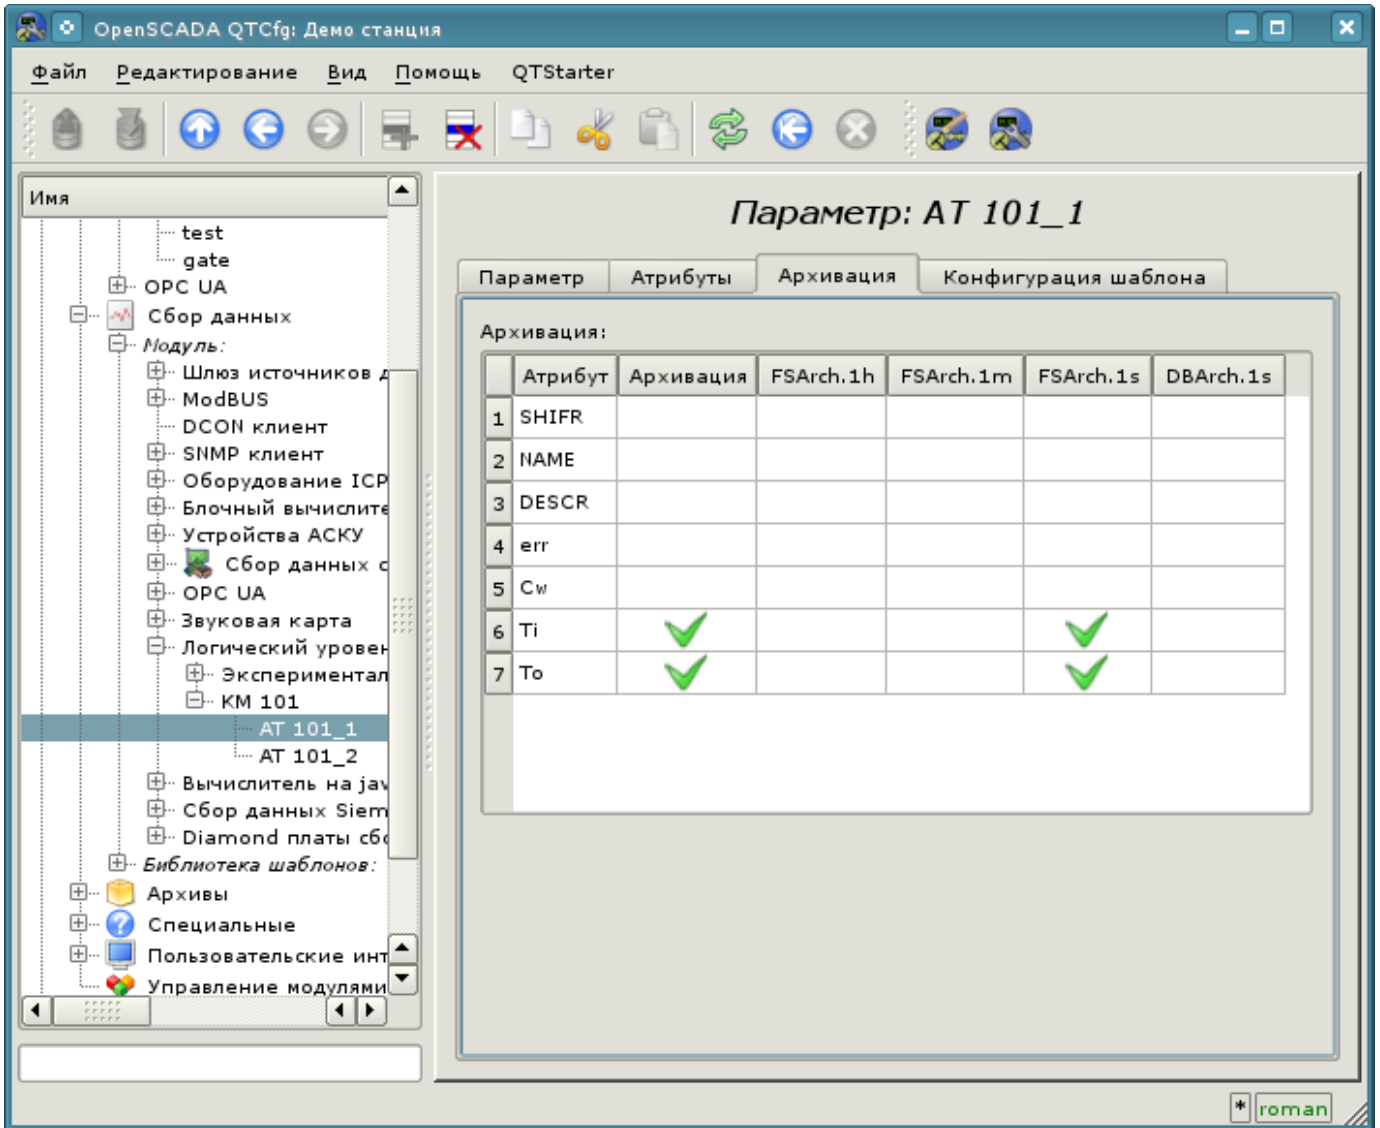 OpenSCADA QTCfg: Демо станция
Файл Редактирование Вид Помощь QTStarter
Имя
test
gate
OPC UA
Сбор данных
Модуль:
Шлюз источников д
ModBUS
DCON клиент
SNMP клиент
Оборудование ICP
Блочный вычислите
Устройства АСКУ
Сбор данных с
OPC UA
Звуковая карта
Логический уровен
Экспериментал
КМ 101
AT 101_1
AT 101_2
Вычислитель на jav
Сбор данных Siem
Diamond платы сбо
Библиотека шаблонов:
Архивы
Специальные
Пользовательские инт
Управление модулями
Параметр: AT 101_1
Параметр Атрибуты Архивация Конфигурация шаблона
Архивация:
Атрибут Архивация FSArch.1h FSArch.1m FSArch.1s DBArch.1s
1 SHIFR
2 NAME
3 DESCR
4 err
5 Cw
6 Ti
7 To
* roman